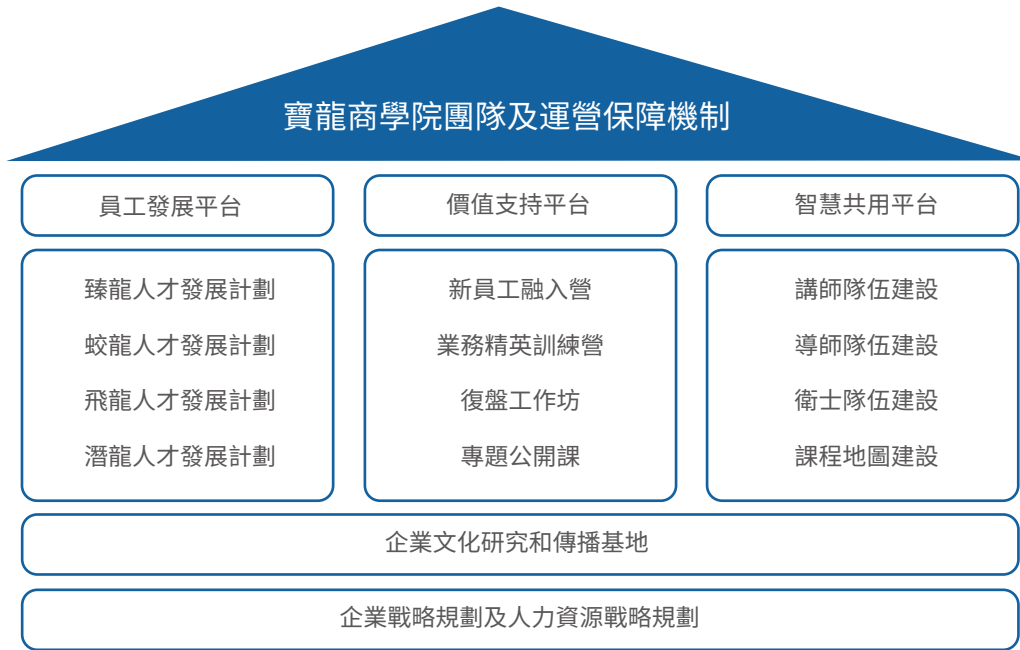 寶龍商學院團隊及運營保障機制
員工發展平台
臻龍人才發展計劃
蛟龍人才發展計劃
飛龍人才發展計劃
潛龍人才發展計劃
價值支持平台
新員工融入營
業務精英訓練營
復盤工作坊
專題公開課
智慧共用平台
講師隊伍建設
導師隊伍建設
衛士隊伍建設
課程地圖建設
企業文化研究和傳播基地
企業戰略規劃及人力資源戰略規劃